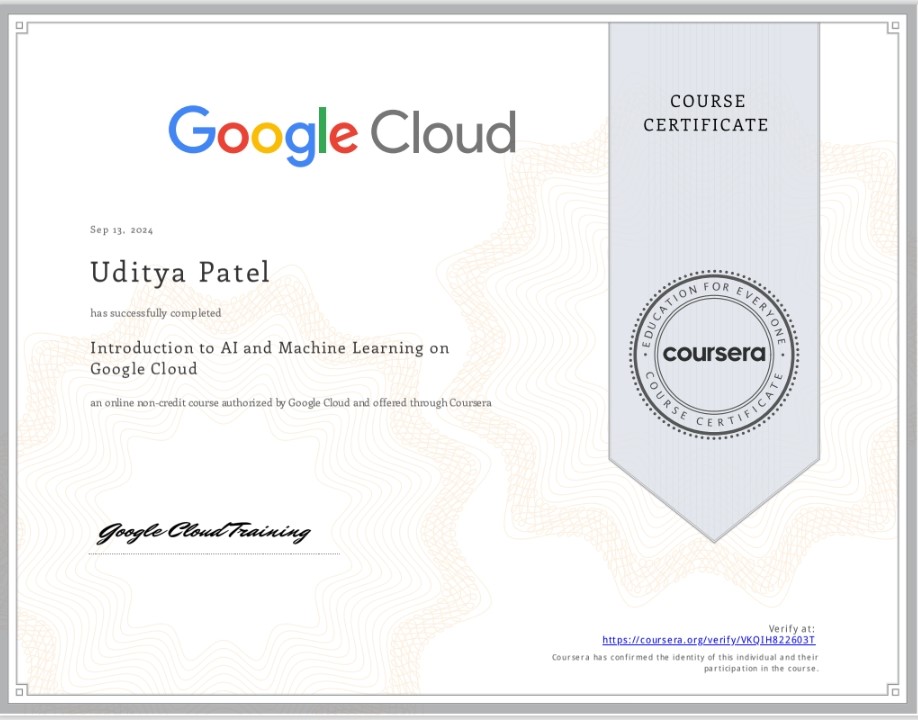 Google Cloud
COURSE
CERTIFICATE
Sep 13, 2024
Uditya Patel
has successfully completed
Introduction to AI and Machine Learning on
Google Cloud
an online non-credit course authorized by Google Cloud and offered through Coursera
EDUCATION FOR EVERYONE
coursera
COURSE CERTIFICATE
Google Cloud Training
Verify at:
https://coursera.org/verify/VKQIH822603T
Coursera has confirmed the identity of this individual and their
participation in the course.